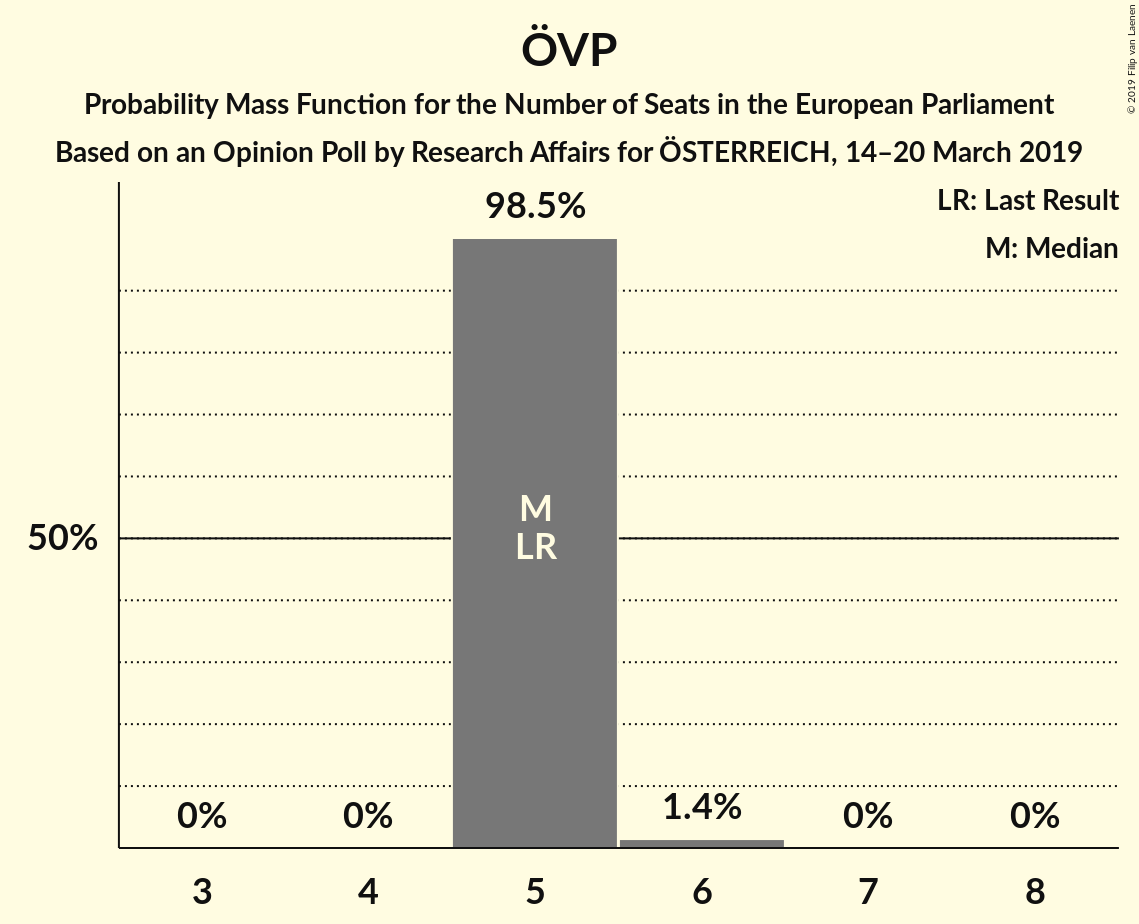 ÖVP
Probability Mass Function for the Number of Seats in the European Parliament
Based on an Opinion Poll by Research Affairs for ÖSTERREICH, 14–20 March 2019
© 2019 Filip van Laenen
LR: Last Result
M: Median
98.5%
M
LR
50%
0%
0%
1.4%
0%
0%
3
4
5
6
7
8